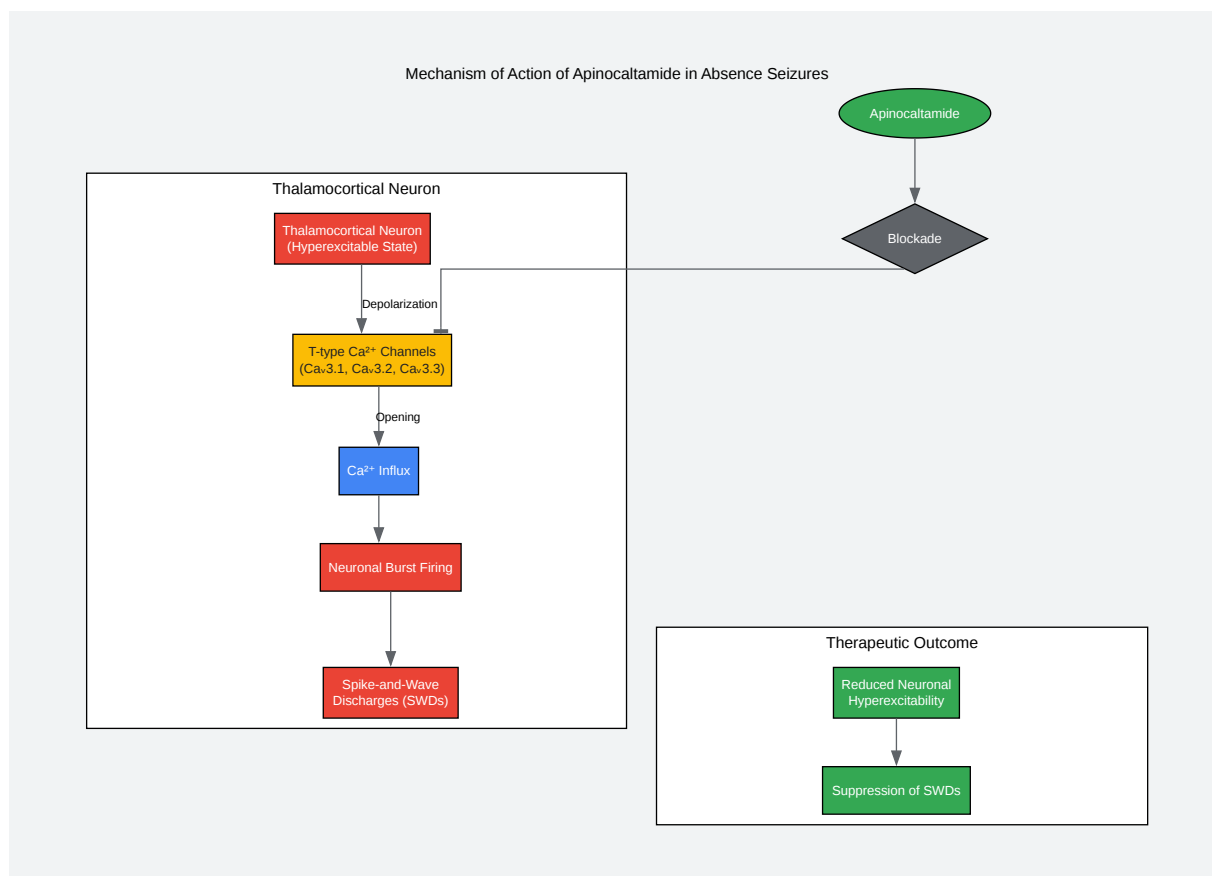 Mechanism of Action of Apinocaltamide in Absence Seizures
Apinocaltamide
Blockade
Thalamocortical Neuron
Thalamocortical Neuron
(Hyperexcitable State)
Depolarization
T-type Ca²⁺ Channels
(Caᵥ3.1, Caᵥ3.2, Caᵥ3.3)
Opening
Ca²⁺ Influx
Neuronal Burst Firing
Spike-and-Wave
Discharges (SWDs)
Therapeutic Outcome
Reduced Neuronal
Hyperexcitability
Suppression of SWDs